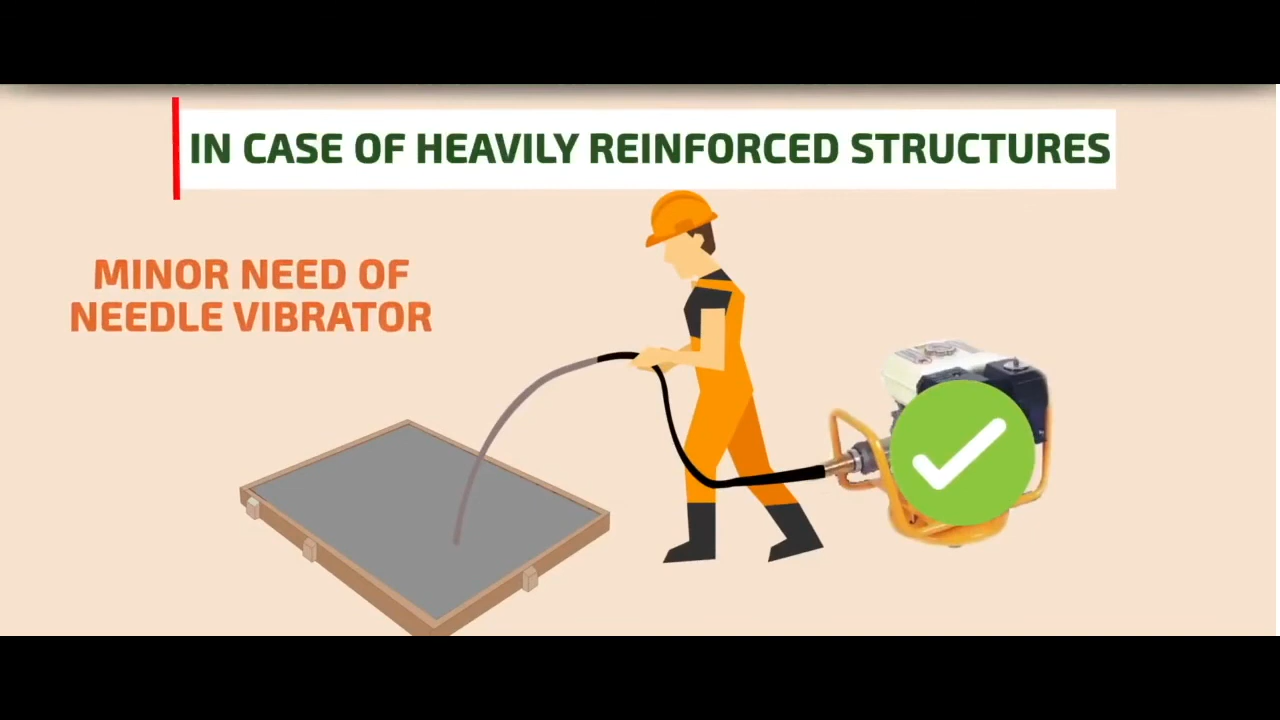 IN CASE OF HEAVILY REINFORCED STRUCTURES
MINOR NEED OF
NEEDLE VIBRATOR